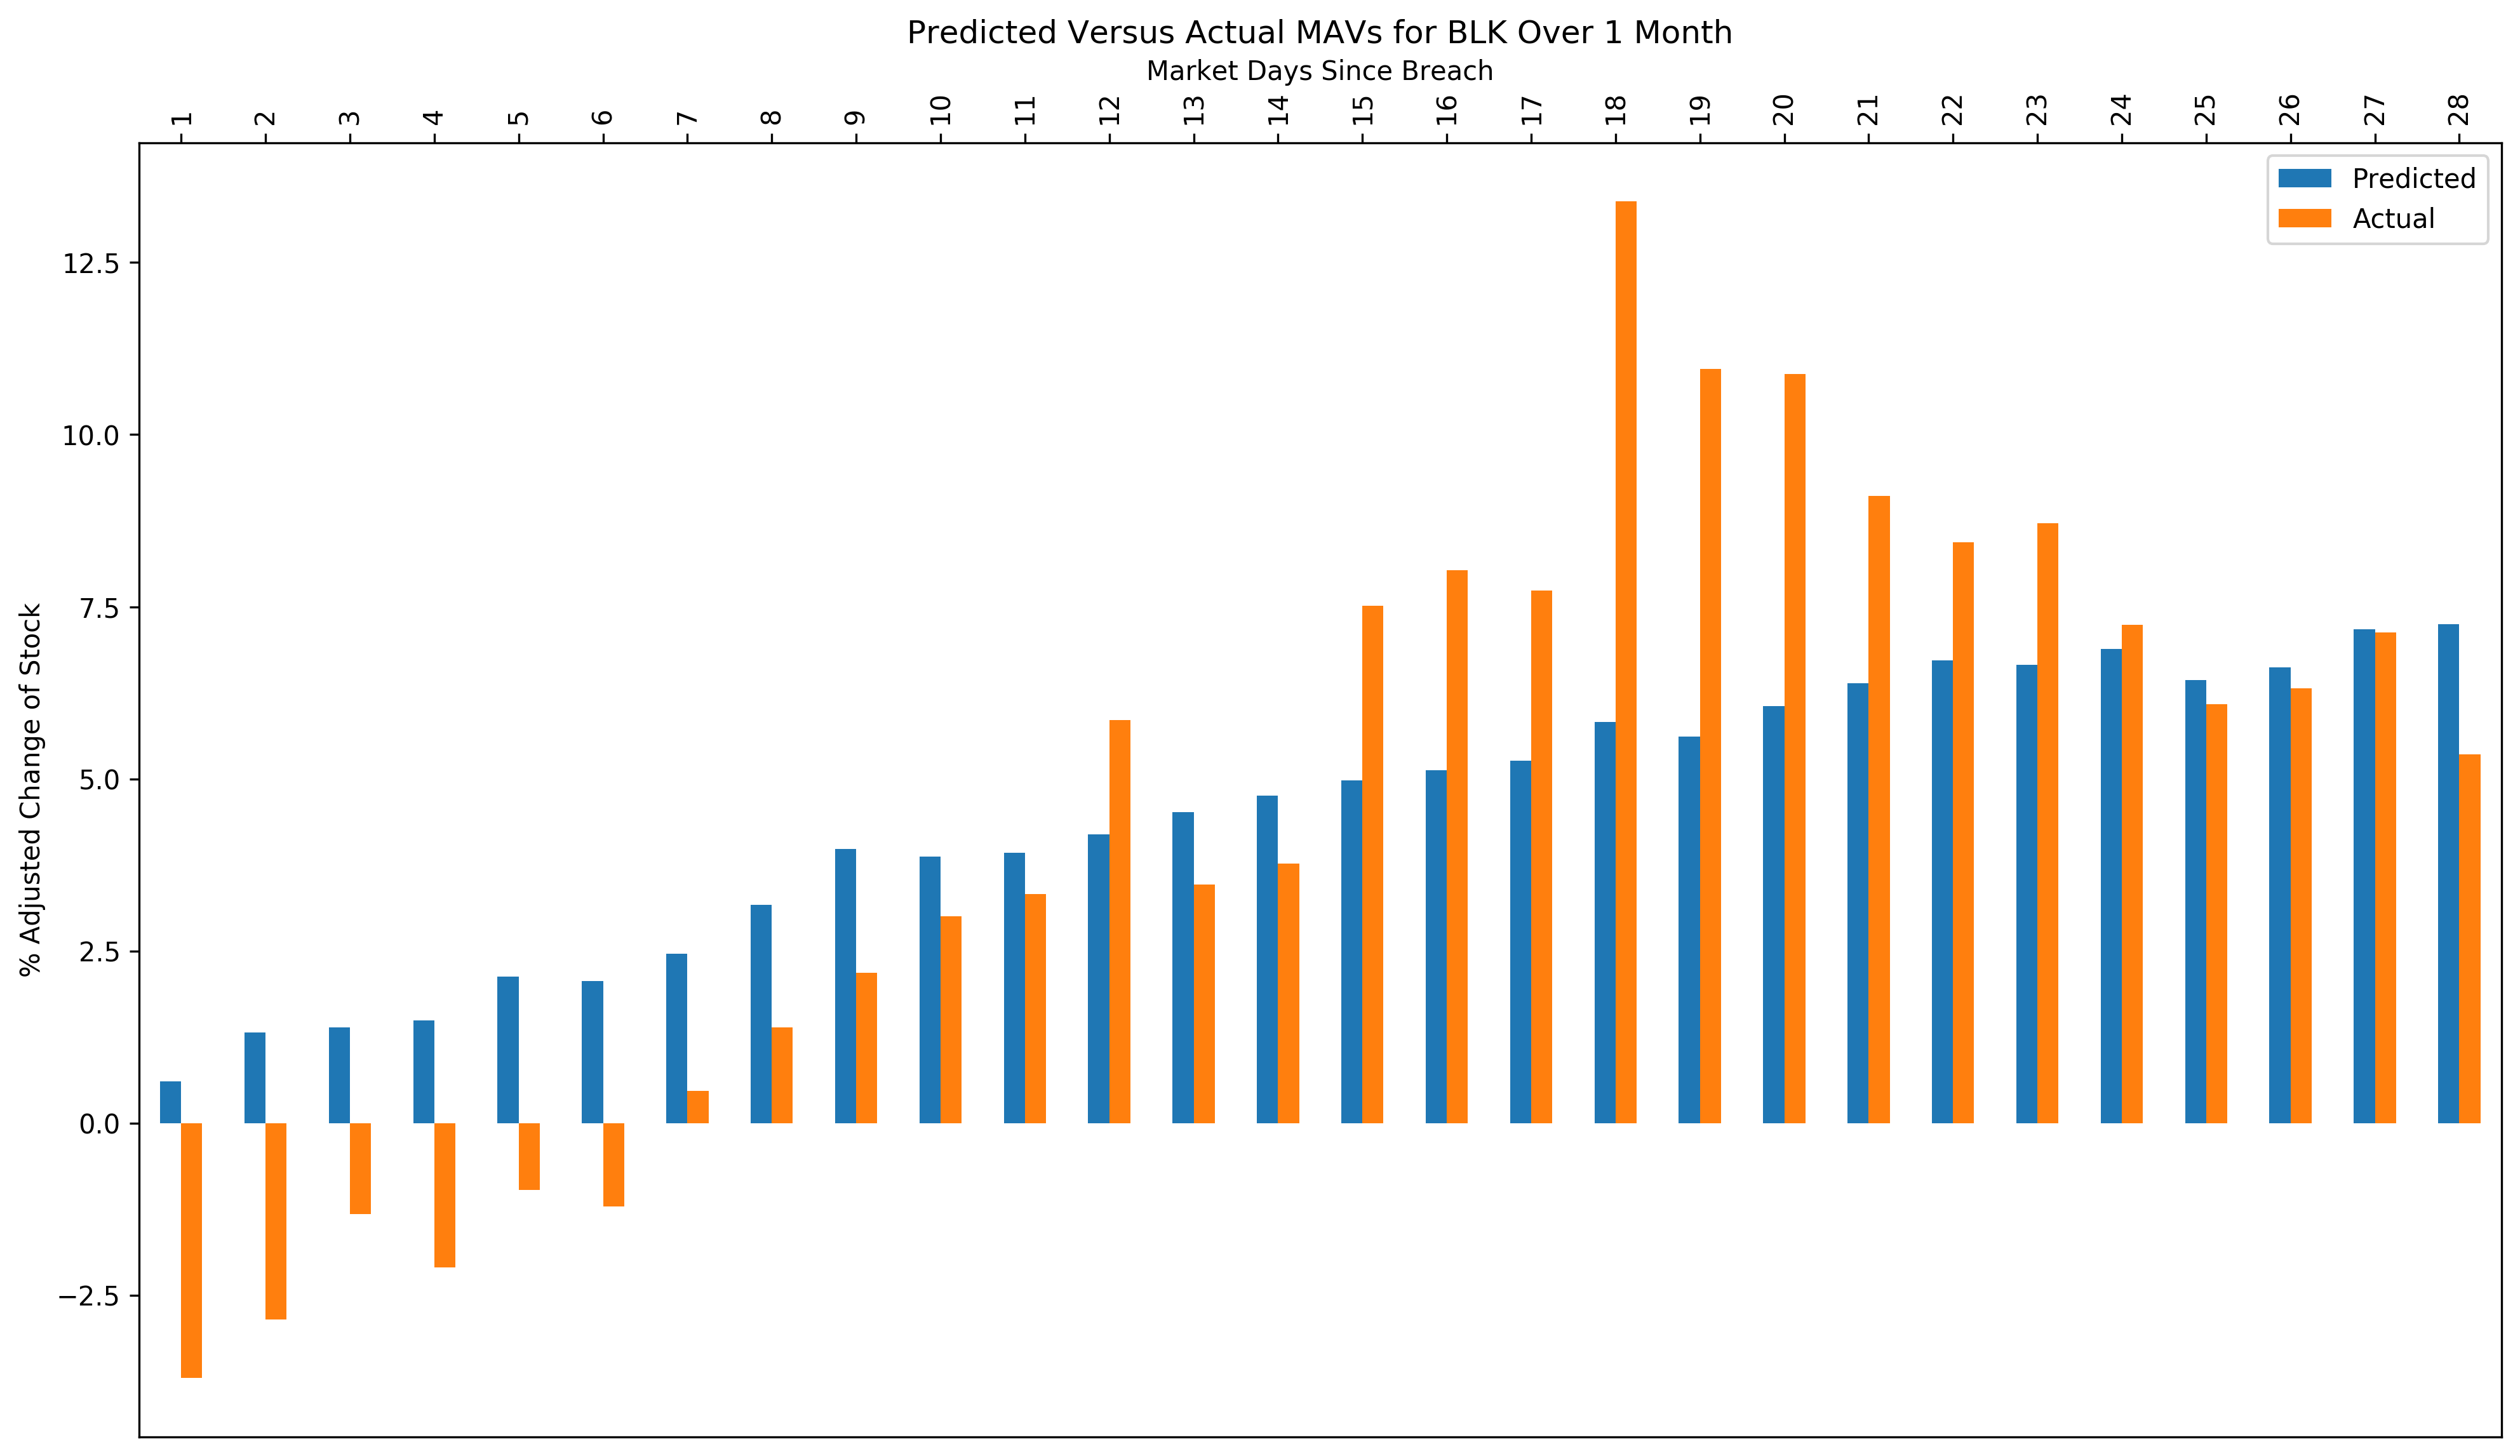 Predicted Versus Actual MAVs for BLK Over 1 Month
Market Days Since Breach
1 2 3 4 5 6 7 8 9 10 11 12 13 14 15 16 17 18 19 20 21 22 23 24 25 26 27 28
Predicted
Actual
12.5
10.0
7.5
5.0
2.5
0.0
−2.5
% Adjusted Change of Stock